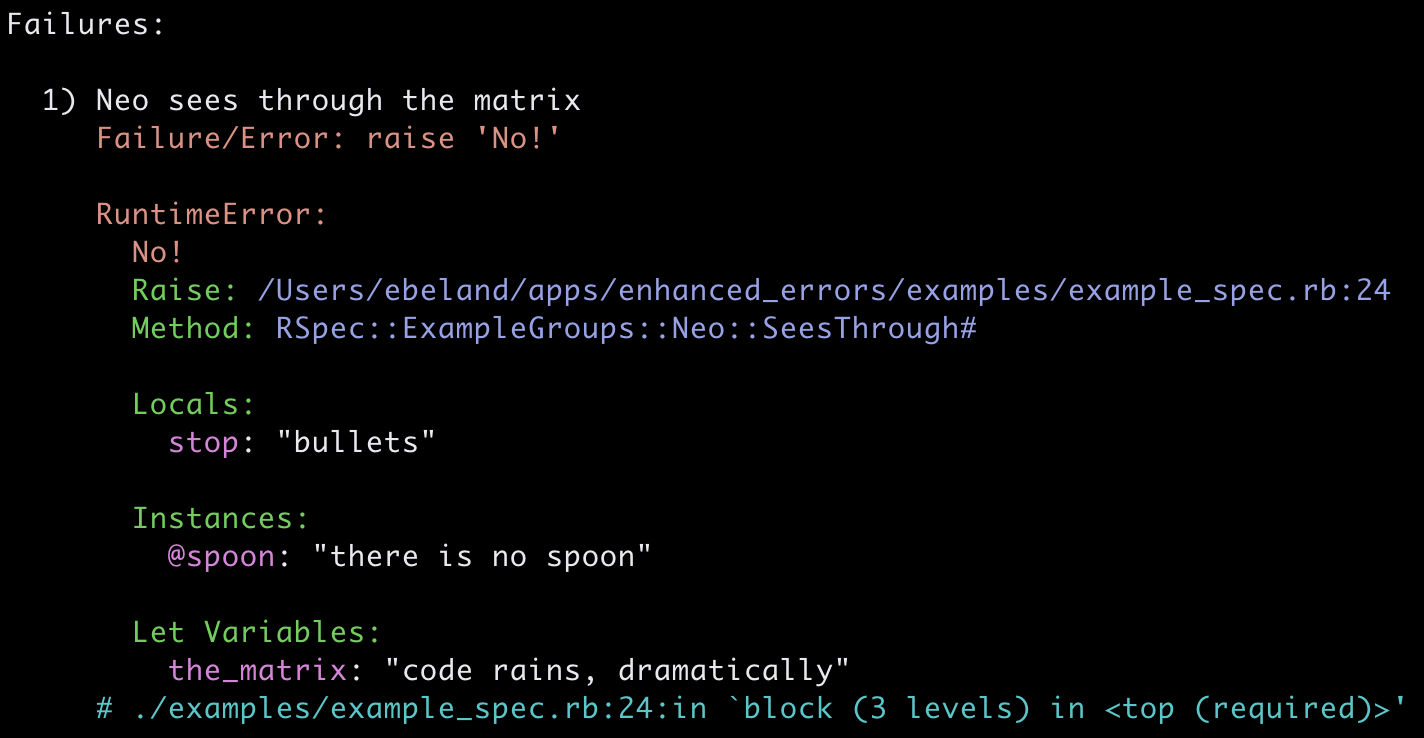 Failures:
1) Neo sees through the matrix
Failure/Error: raise 'No!'
RuntimeError:
No!
Raise: /Users/ebeland/apps/enhanced_errors/examples/example_spec.rb:24
Method: RSpec::ExampleGroups::Neo::SeesThrough#
Locals:
stop: "bullets"
Instances:
@spoon: "there is no spoon"
Let Variables:
the_matrix: "code rains, dramatically"
# ./examples/example_spec.rb:24:in `block (3 levels) in <top (required)>'